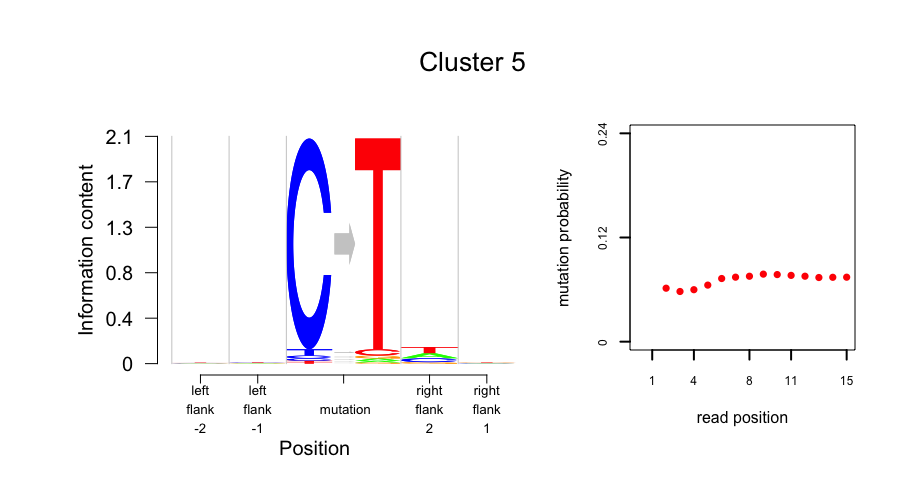 Cluster 5
Information content
2.1
1.7
1.3
0.8
0.4
0
C
T
left
flank
-2
left
flank
-1
mutation
right
flank
2
right
flank
1
Position
mutation probability
0.24
0.12
0
1
4
8
11
15
read position